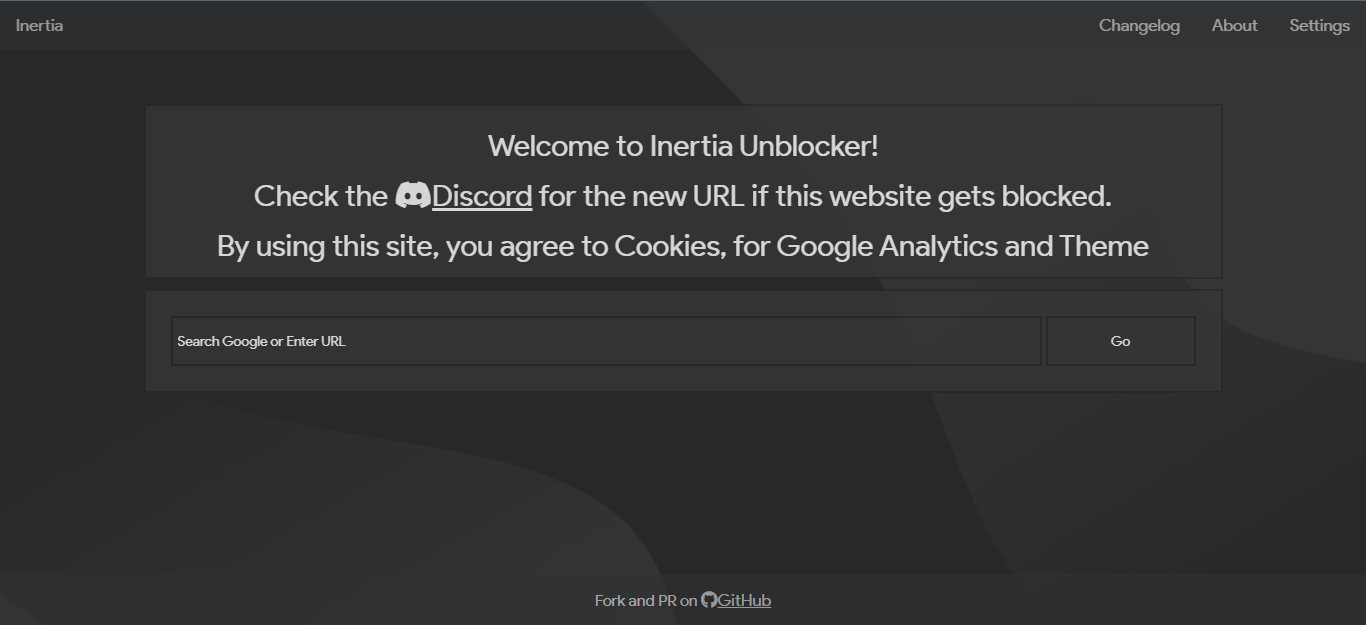 Inertia
Changelog About Settings
Welcome to Inertia Unblocker!
Check the Discord for the new URL if this website gets blocked.
By using this site, you agree to Cookies, for Google Analytics and Theme
Search Google or Enter URL
Go
Fork and PR on GitHub